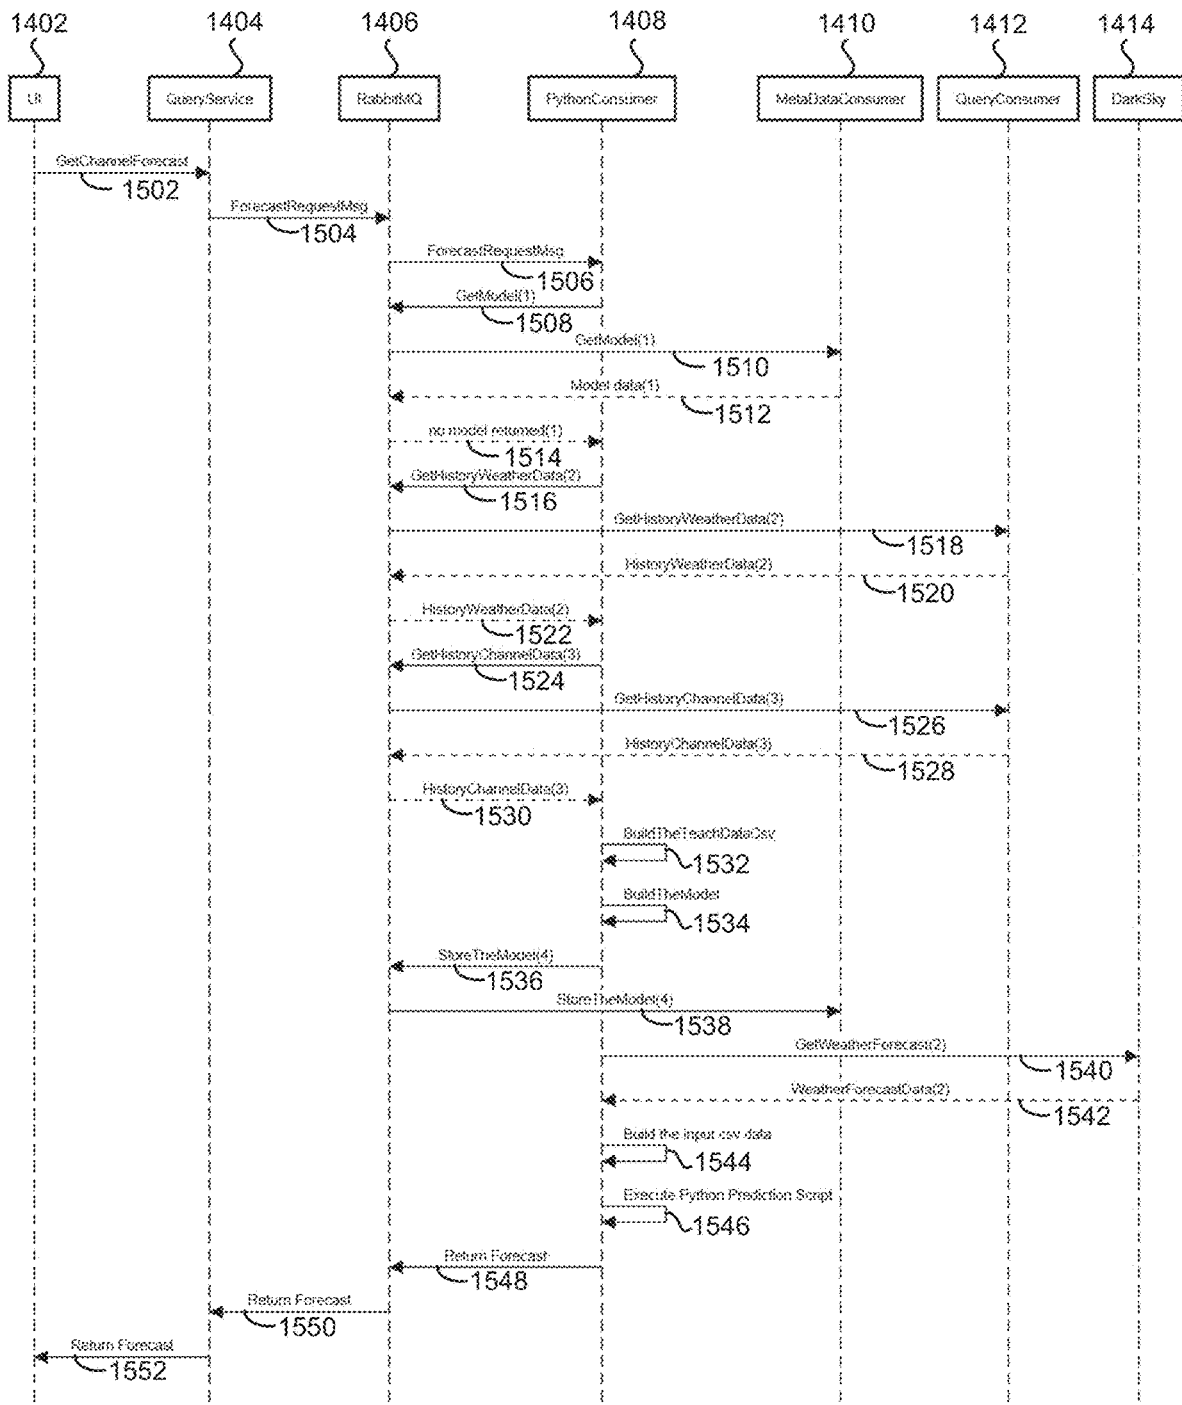 1402 1404 1406 1408 1410 1412 1414
UI QueryService RabbitMQ PythonConsumer MetaDataConsumer QueryConsumer DarkSky
GetChannelForecast
1502
ForecastRequestMsg
1504
ForecastRequestMsg
1506
GetModel(1)
1508
GetModel(1)
1510
Model data(1)
1512
no model returned(1)
1514
GetHistoryWeatherData(2)
1516
GetHistoryWeatherData(2)
1518
HistoryWeatherData(2)
1520
HistoryWeatherData(2)
1522
GetHistoryChannelData(3)
1524
GetHistoryChannelData(3)
1526
HistoryChannelData(3)
1528
HistoryChannelData(3)
1530
BuildTheTeachDataCsv
1532
BuildTheModel
1534
StoreTheModel(4)
1536
StoreTheModel(4)
1538
GetWeatherForecast(2)
1540
WeatherForecastData(2)
1542
Build the input csv data
1544
Execute Python Prediction Script
1546
Return Forecast
1548
Return Forecast
1550
Return Forecast
1552